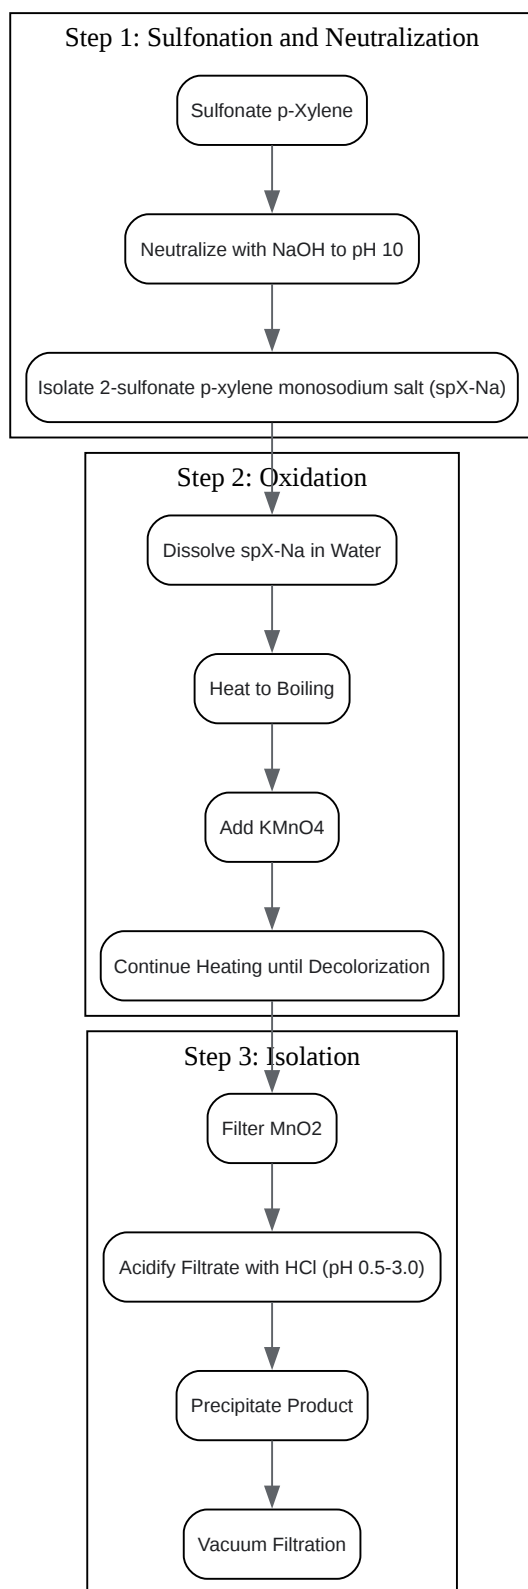 Step 1: Sulfonation and Neutralization
Sulfonate p-Xylene
Neutralize with NaOH to pH 10
Isolate 2-sulfonate p-xylene monosodium salt (spX-Na)
Step 2: Oxidation
Dissolve spX-Na in Water
Heat to Boiling
Add KMnO4
Continue Heating until Decolorization
Step 3: Isolation
Filter MnO2
Acidify Filtrate with HCl (pH 0.5-3.0)
Precipitate Product
Vacuum Filtration